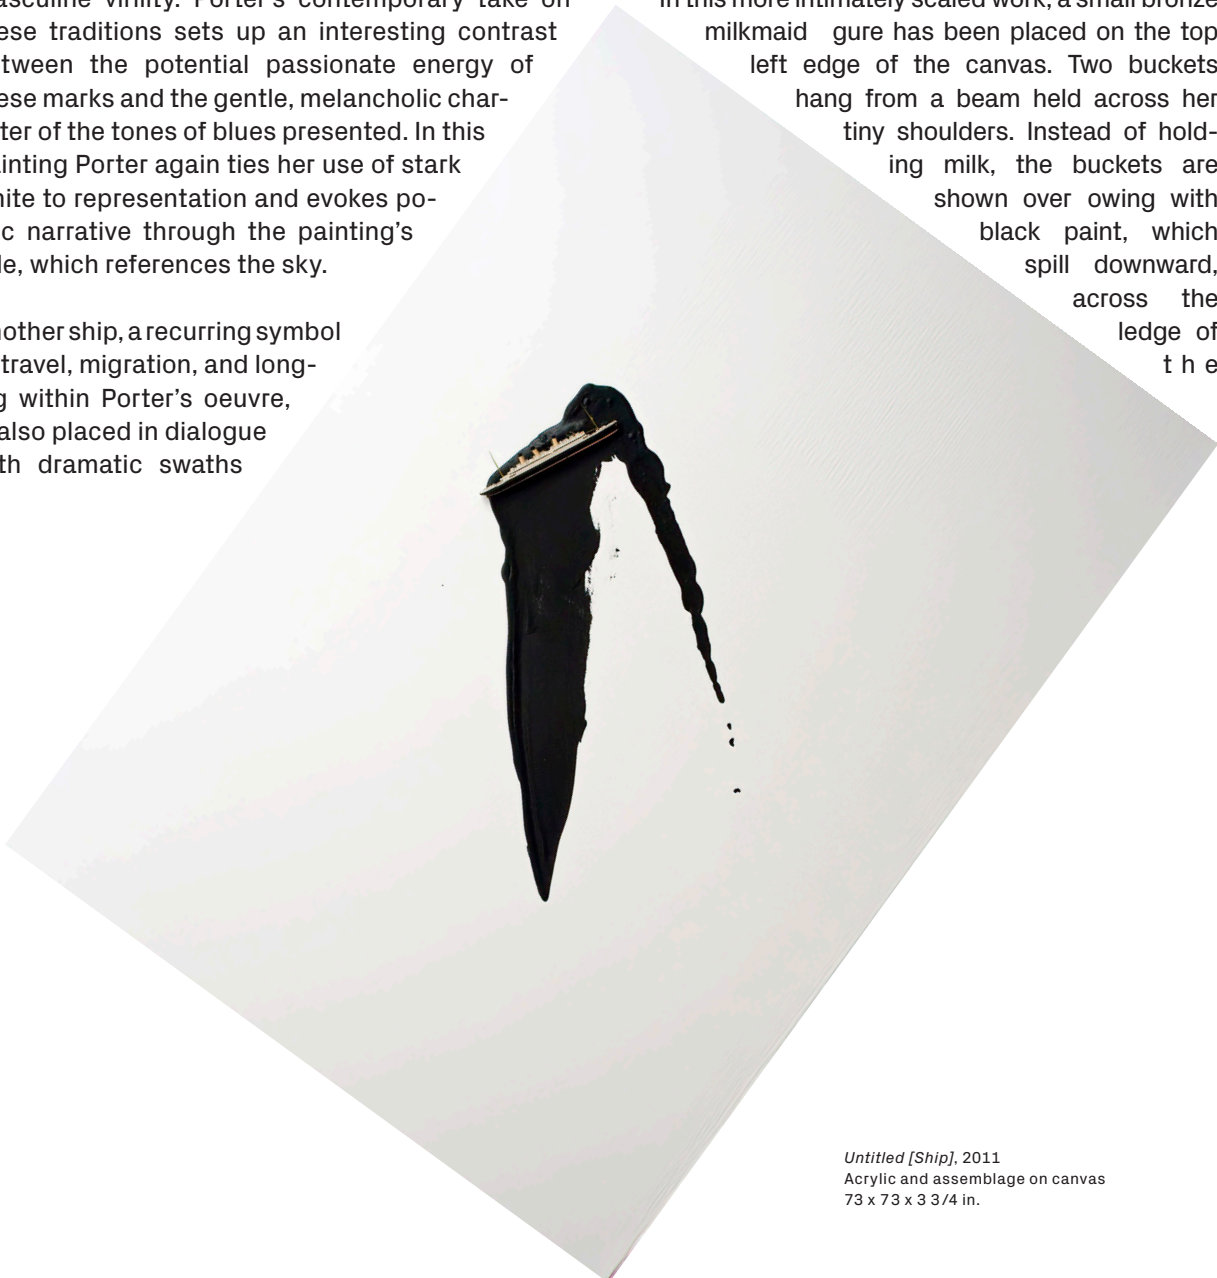 asculine virility. Porter's contemporary take on
ese traditions sets up an interesting contrast
tween the potential passionate energy of
ese marks and the gentle, melancholic char-
ter of the tones of blues presented. In this
inting Porter again ties her use of stark
hite to representation and evokes po-
c narrative through the painting's
le, which references the sky.
nother ship, a recurring symbol
travel, migration, and long-
g within Porter's oeuvre,
also placed in dialogue
th dramatic swaths
In this more intimately scaled work, a small bronze
milkmaid gure has been placed on the top
left edge of the canvas. Two buckets
hang from a beam held across her
tiny shoulders. Instead of hold-
ing milk, the buckets are
shown over owing with
black paint, which
spill downward,
across the
ledge of
the
Untitled [Ship], 2011
Acrylic and assemblage on canvas
73 x 73 x 3 3/4 in.